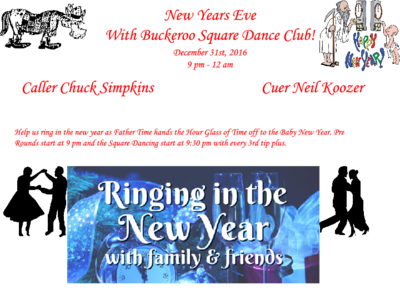 New Years Eve
With Buckeroo Square Dance Club!
December 31st, 2016
9 pm - 12 am
Happy
New Year!
Caller Chuck Simpkins
Cuer Neil Koozer
Help us ring in the new year as Father Time hands the Hour Glass of Time off to the Baby New Year. Pre
Rounds start at 9 pm and the Square Dancing start at 9:30 pm with every 3rd tip plus.
Ringing in the
New Year
with family & friends